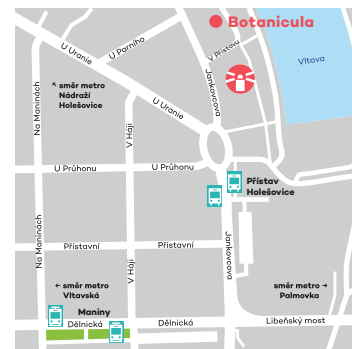 Botanicula
U Parního
V Přístavu
Vltava
U Uranie
Jankovcova
↖ směr metro
Nádraží
Holešovice
Na Maninách
U Uranie
V Háji
U Průhonu
U Průhonu
Přístav
Holešovice
Na Maninách
Přístavní
Přístavní
Jankovcova
V Háji
← směr metro
Vltavská
směr metro →
Palmovka
Maniny
Dělnická
Dělnická
Libeňský most